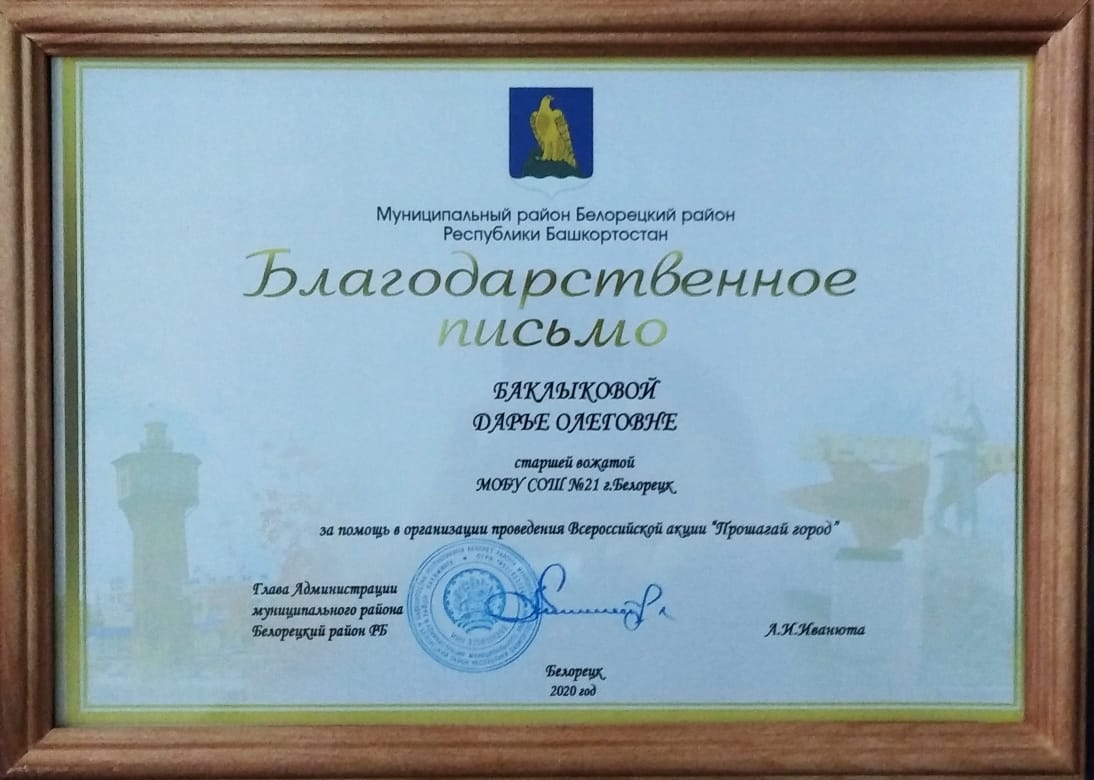 Муниципальный район Белорецкий район
Республики Башкортостан
Благодарственное
письмо
БАКЛЫКОВОЙ
ДАРЬЕ ОЛЕГОВНЕ
старшей вожатой
МОБУ СОШ №21 г.Белорецк
за помощь в организации проведения Всероссийской акции "Прошагай город"
Глава Администрации
муниципального района
Белорецкий район РБ
А.И.Иванюта
Белорецк
2020 год